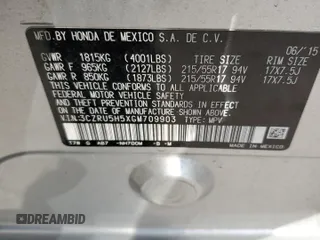 MFD.BY HONDA DE MEXICO S.A. DE C.V.
06/'15
GVWR 1815KG (4001LBS) TIRE SIZE RIM SIZE
GAWR F 965KG (2127LBS) 215/55R17 94V 17X7.5J
GAWR R 850KG (1873LBS) 215/55R17 94V 17X7.5J
THIS VEHICLE CONFORMS TO ALL APPLICABLE
FEDERAL MOTOR VEHICLE SAFETY AND THEFT
PREVENTION STANDARDS IN EFFECT ON THE DATE
OF MANUFACTURE SHOWN ABOVE.
VIN:3CZRU5H5XGM709903 TYPE:MPV
NH700M
MADE IN MEXICO
DREAMBID